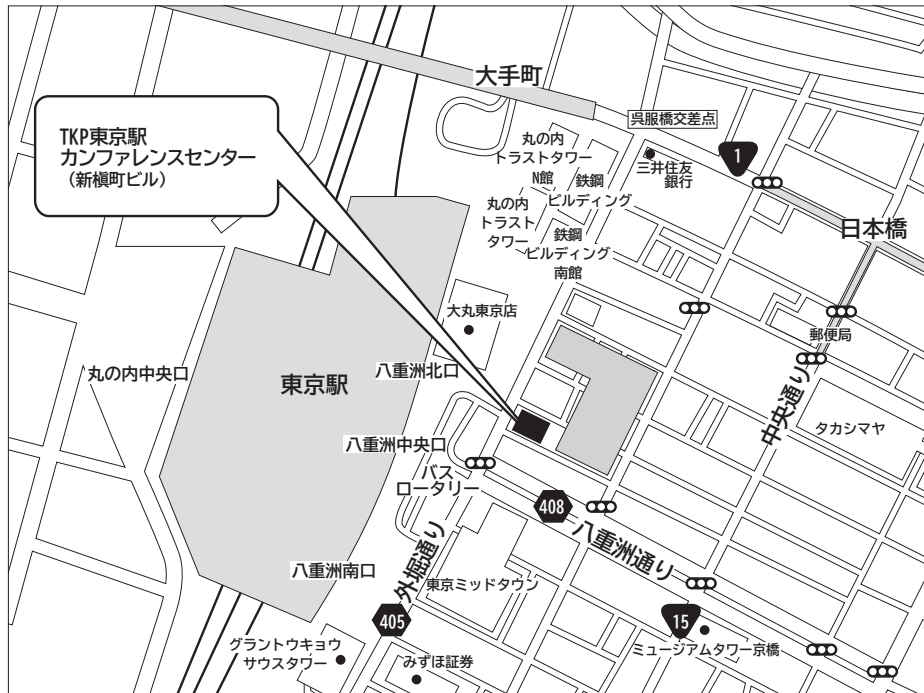 大手町
TKP東京駅
カンファレンスセンター
（新槇町ビル）
呉服橋交差点
1
丸の内
トラストタワー
N館
三井住友
銀行
鉄鋼
ビルディング
丸の内
トラスト
タワー
鉄鋼
ビルディング
南館
日本橋
大丸東京店
郵便局
丸の内中央口
東京駅
八重洲北口
中央通り
タカシマヤ
八重洲中央口
バス
ロータリー
408
八重洲通り
外堀通り
八重洲南口
東京ミッドタウン
405
15
グラントウキョウ
サウスタワー
みずほ証券
ミュージアムタワー京橋